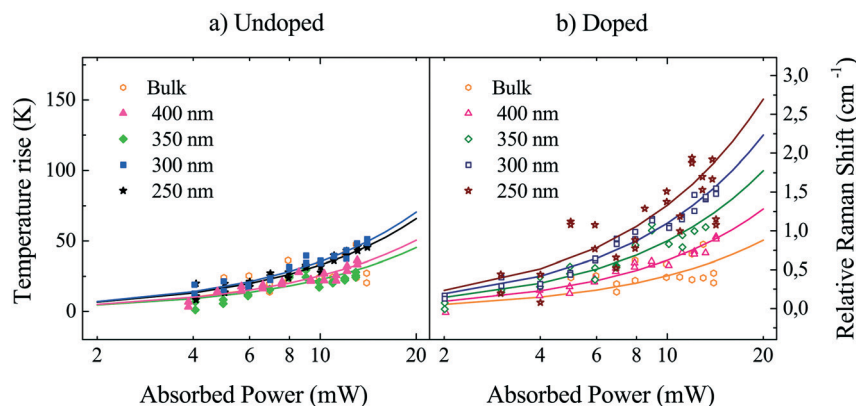 a) Undoped
b) Doped
Temperature rise (K)
150
100
50
0
Bulk
400 nm
350 nm
300 nm
250 nm
2
4
6
8
10
20
Absorbed Power (mW)
Bulk
400 nm
350 nm
300 nm
250 nm
2
4
6
8
10
20
Absorbed Power (mW)
3,0
2,5
2,0
1,5
1,0
0,5
0,0
Relative Raman Shift (cm⁻¹)